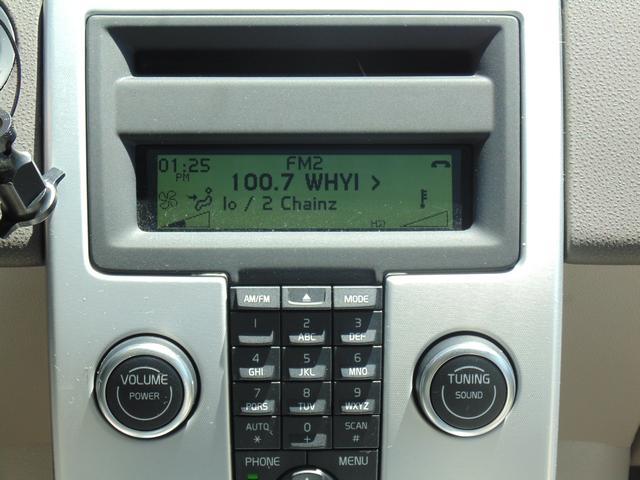 01:25 FM2
PM
100.7 WHYI >
lo / 2 Chainz
AM/FM MODE
1 2 3
ABC DEF
4 5 6
GHI JKL MNO
7 8 9
PQRS TUV WXYZ
AUTO 0 SCAN
* + #
PHONE MENU
VOLUME
POWER
TUNING
SOUND